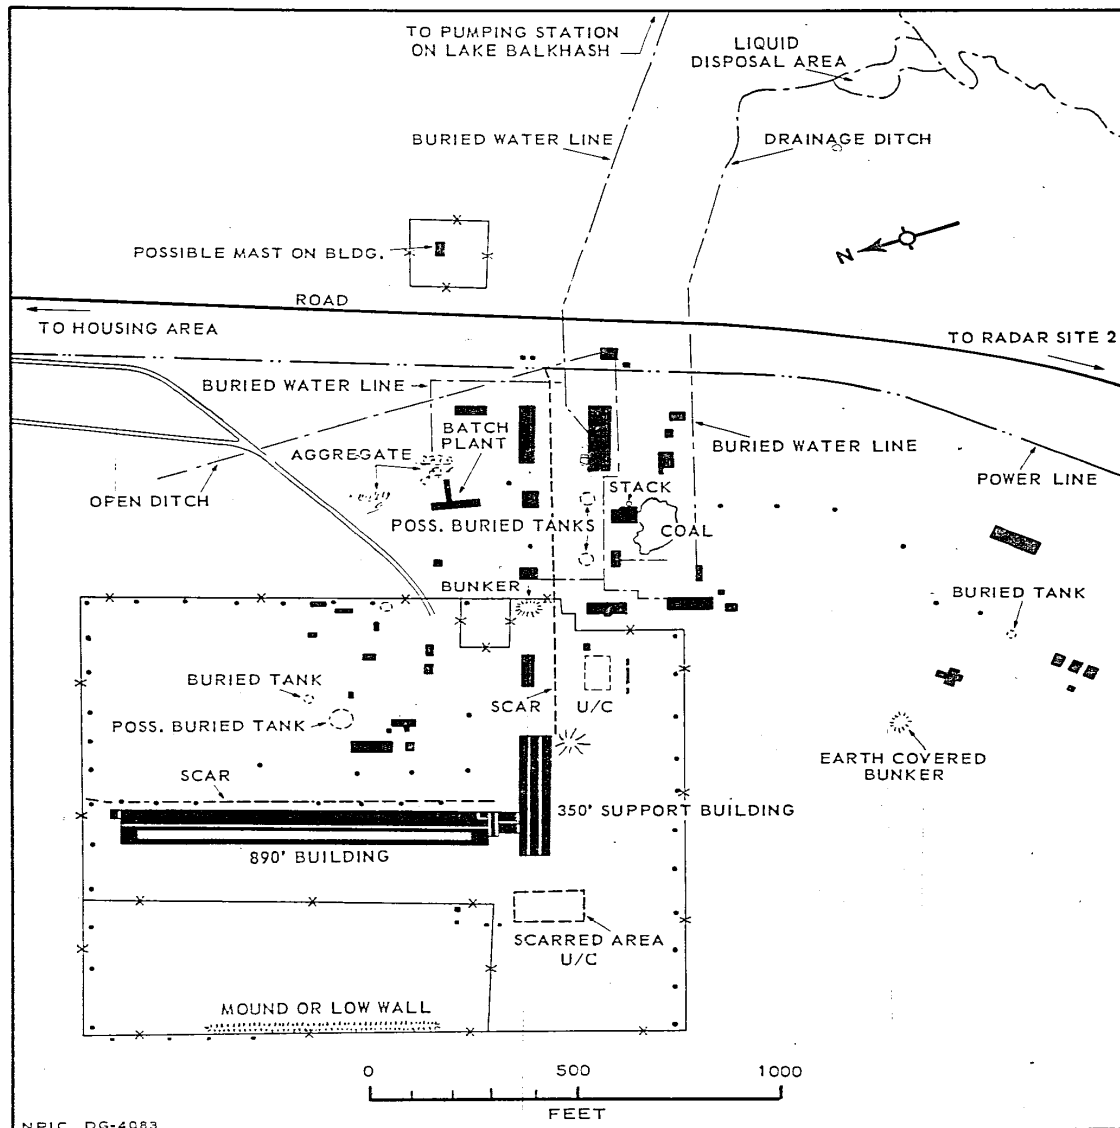 TO PUMPING STATION
ON LAKE BALKHASH
LIQUID
DISPOSAL AREA
BURIED WATER LINE
DRAINAGE DITCH
N
POSSIBLE MAST ON BLDG.
ROAD
TO HOUSING AREA
TO RADAR SITE 2
BURIED WATER LINE
BATCH
PLANT
AGGREGATE
BURIED WATER LINE
POWER LINE
OPEN DITCH
STACK
POSS. BURIED TANKS
COAL
BUNKER
BURIED TANK
BURIED TANK
POSS. BURIED TANK
SCAR
U/C
EARTH COVERED
BUNKER
SCAR
350' SUPPORT BUILDING
890' BUILDING
SCARRED AREA
U/C
MOUND OR LOW WALL
0 500 1000
FEET
NPIC DG-4083